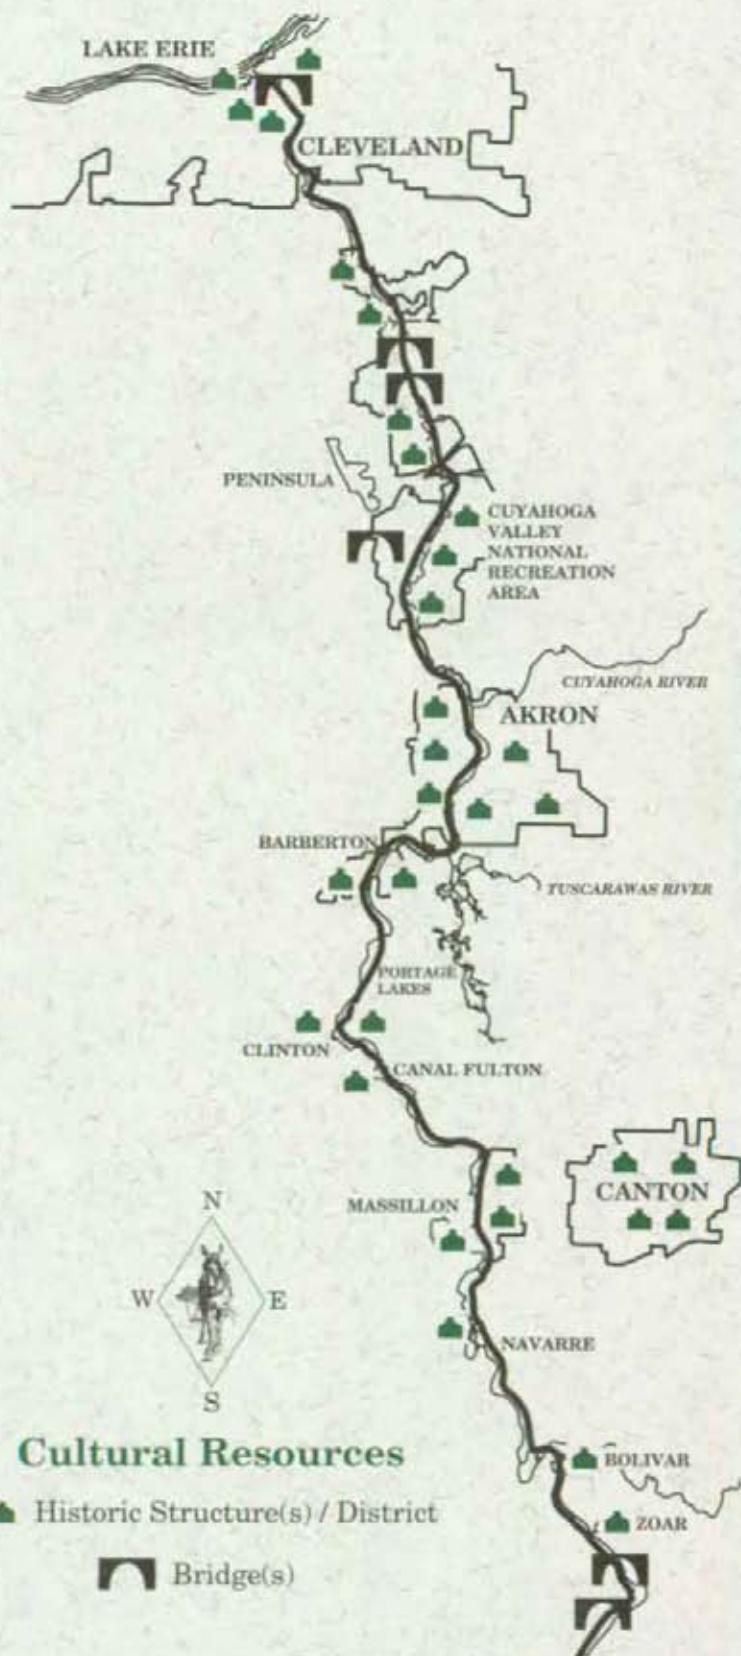 LAKE ERIE
CLEVELAND
PENINSULA
CUYAHOGA
VALLEY
NATIONAL
RECREATION
AREA
CUYAHOGA RIVER
AKRON
BARBERTON
TUSCARAWAS RIVER
PORTAGE
LAKES
CLINTON
CANAL FULTON
MASSILLON
CANTON
N
W
E
S
NAVARRE
Cultural Resources
BOLIVAR
Historic Structure(s) / District
ZOAR
Bridge(s)